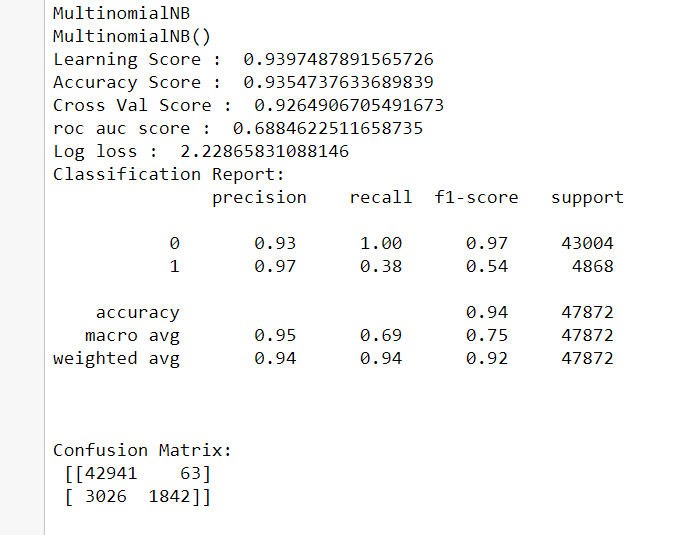 MultinomialNB
MultinomialNB()
Learning Score :  0.9397487891565726
Accuracy Score :  0.9354737633689839
Cross Val Score :  0.9264906705491673
roc auc score :  0.6884622511658735
Log loss :  2.22865831088146
Classification Report:
precision    recall  f1-score   support
0       0.93      1.00      0.97     43004
1       0.97      0.38      0.54      4868
accuracy                           0.94     47872
macro avg       0.95      0.69      0.75     47872
weighted avg       0.94      0.94      0.92     47872
Confusion Matrix:
[[42941    63]
[ 3026  1842]]